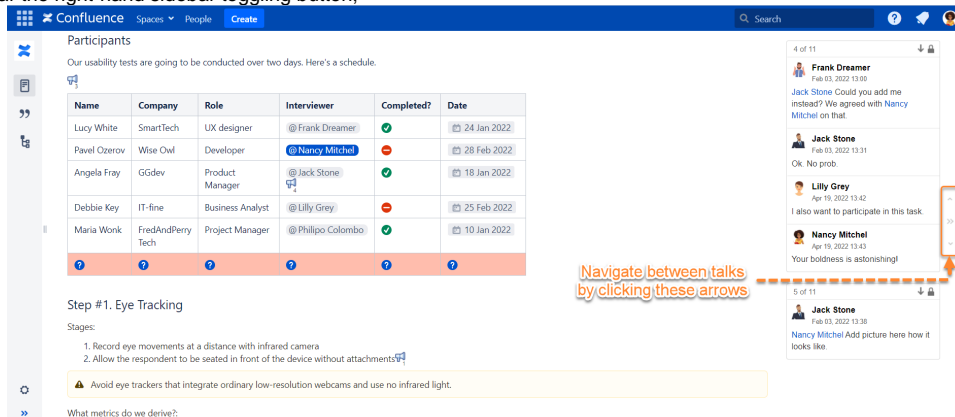 the right-hand sidebar toggling button,
Confluence Spaces People Create Search
Participants
Our usability tests are going to be conducted over two days. Here's a schedule.
3
Name Company Role Interviewer Completed? Date
Lucy White SmartTech UX designer @Frank Dreamer 24 Jan 2022
Pavel Ozerov Wise Owl Developer @Nancy Mitchel 28 Feb 2022
Angela Fray GGdev Product Manager @Jack Stone 18 Jan 2022
4
Debbie Key IT-fine Business Analyst @Lilly Grey 25 Feb 2022
Maria Wonk FredAndPerry Tech Project Manager @Philipo Colombo 10 Jan 2022
Step #1. Eye Tracking
Stages:
1. Record eye movements at a distance with infrared camera
2. Allow the respondent to be seated in front of the device without attachments
Avoid eye trackers that integrate ordinary low-resolution webcams and use no infrared light.
What metrics do we derive?:
4 of 11
Frank Dreamer
Feb 03, 2022 13:00
Jack Stone Could you add me
instead? We agreed with Nancy
Mitchel on that.
Jack Stone
Feb 03, 2022 13:31
Ok. No prob.
Lilly Grey
Apr 19, 2022 13:42
I also want to participate in this task.
Nancy Mitchel
Apr 19, 2022 13:43
Your boldness is astonishing!
Navigate between talks
by clicking these arrows
5 of 11
Jack Stone
Feb 03, 2022 13:38
Nancy Mitchel Add picture here how it
looks like.